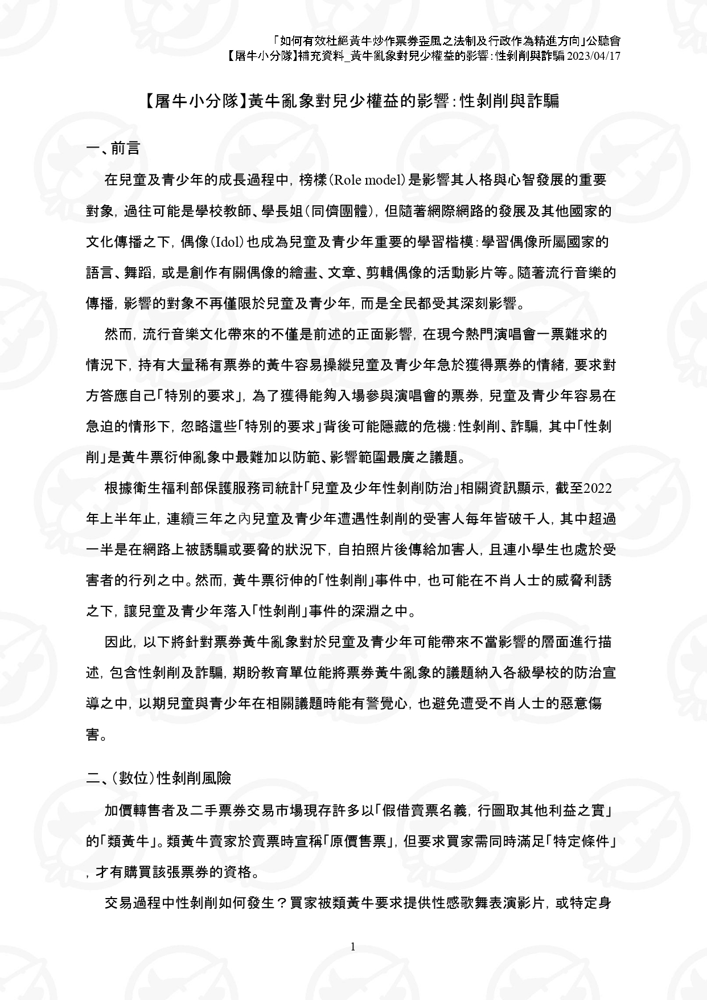 「如何有效杜絕黃牛炒作票券歪風之法制及行政作為精進方向」公聽會
【屠牛小分隊】補充資料_黃牛亂象對兒少權益的影響:性剝削與詐騙 2023/04/17
【屠牛小分隊】黃牛亂象對兒少權益的影響:性剝削與詐騙
一、前言
在兒童及青少年的成長過程中,榜樣(Role model)是影響其人格與心智發展的重要
對象,過往可能是學校教師、學長姐(同儕團體),但隨著網際網路的發展及其他國家的
文化傳播之下,偶像(Idol)也成為兒童及青少年重要的學習楷模:學習偶像所屬國家的
語言、舞蹈,或是創作有關偶像的繪畫、文章、剪輯偶像的活動影片等。隨著流行音樂的
傳播,影響的對象不再僅限於兒童及青少年,而是全民都受其深刻影響。
然而,流行音樂文化帶來的不僅是前述的正面影響,在現今熱門演唱會一票難求的
情況下,持有大量稀有票券的黃牛容易操縱兒童及青少年急於獲得票券的情緒,要求對
方答應自己「特別的要求」,為了獲得能夠入場參與演唱會的票券,兒童及青少年容易在
急迫的情形下,忽略這些「特別的要求」背後可能隱藏的危機:性剝削、詐騙,其中「性剝
削」是黃牛票衍伸亂象中最難加以防範、影響範圍最廣之議題。
根據衛生福利部保護服務司統計「兒童及少年性剝削防治」相關資訊顯示,截至2022
年上半年止,連續三年之內兒童及青少年遭遇性剝削的受害人每年皆破千人,其中超過
一半是在網路上被誘騙或要脅的狀況下,自拍照片後傳給加害人,且連小學生也處於受
害者的行列之中。然而,黃牛票衍伸的「性剝削」事件中,也可能在不肖人士的威脅利誘
之下,讓兒童及青少年落入「性剝削」事件的深淵之中。
因此,以下將針對票券黃牛亂象對於兒童及青少年可能帶來不當影響的層面進行描
述,包含性剝削及詐騙,期盼教育單位能將票券黃牛亂象的議題納入各級學校的防治宣
導之中,以期兒童與青少年在相關議題時能有警覺心,也避免遭受不肖人士的惡意傷
害。
二、(數位)性剝削風險
加價轉售者及二手票券交易市場現存許多以「假借賣票名義,行圖取其他利益之實」
的「類黃牛」。類黃牛賣家於賣票時宣稱「原價售票」,但要求買家需同時滿足「特定條件」
,才有購買該張票券的資格。
交易過程中性剝削如何發生?買家被類黃牛要求提供性感歌舞表演影片,或特定身
1